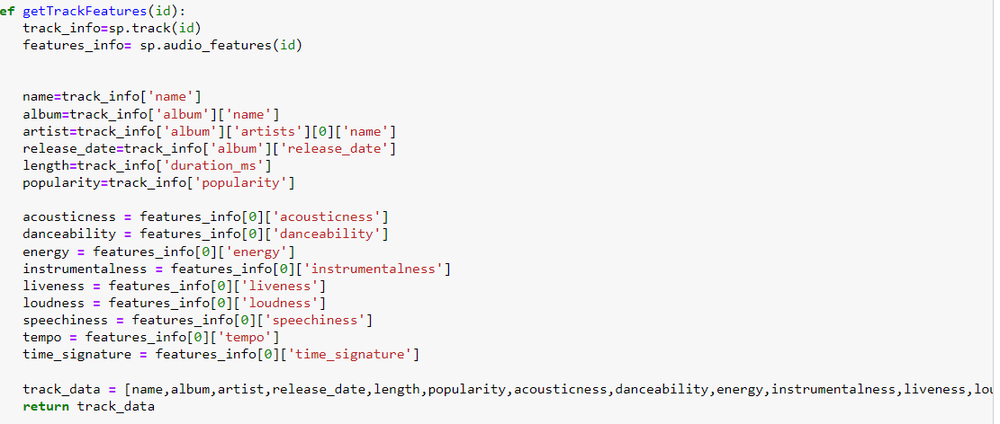 ef getTrackFeatures(id):
track_info=sp.track(id)
features_info= sp.audio_features(id)
name=track_info['name']
album=track_info['album']['name']
artist=track_info['album']['artists'][0]['name']
release_date=track_info['album']['release_date']
length=track_info['duration_ms']
popularity=track_info['popularity']
acousticness = features_info[0]['acousticness']
danceability = features_info[0]['danceability']
energy = features_info[0]['energy']
instrumentalness = features_info[0]['instrumentalness']
liveness = features_info[0]['liveness']
loudness = features_info[0]['loudness']
speechiness = features_info[0]['speechiness']
tempo = features_info[0]['tempo']
time_signature = features_info[0]['time_signature']
track_data = [name,album,artist,release_date,length,popularity,acousticness,danceability,energy,instrumentalness,liveness,lou
return track_data